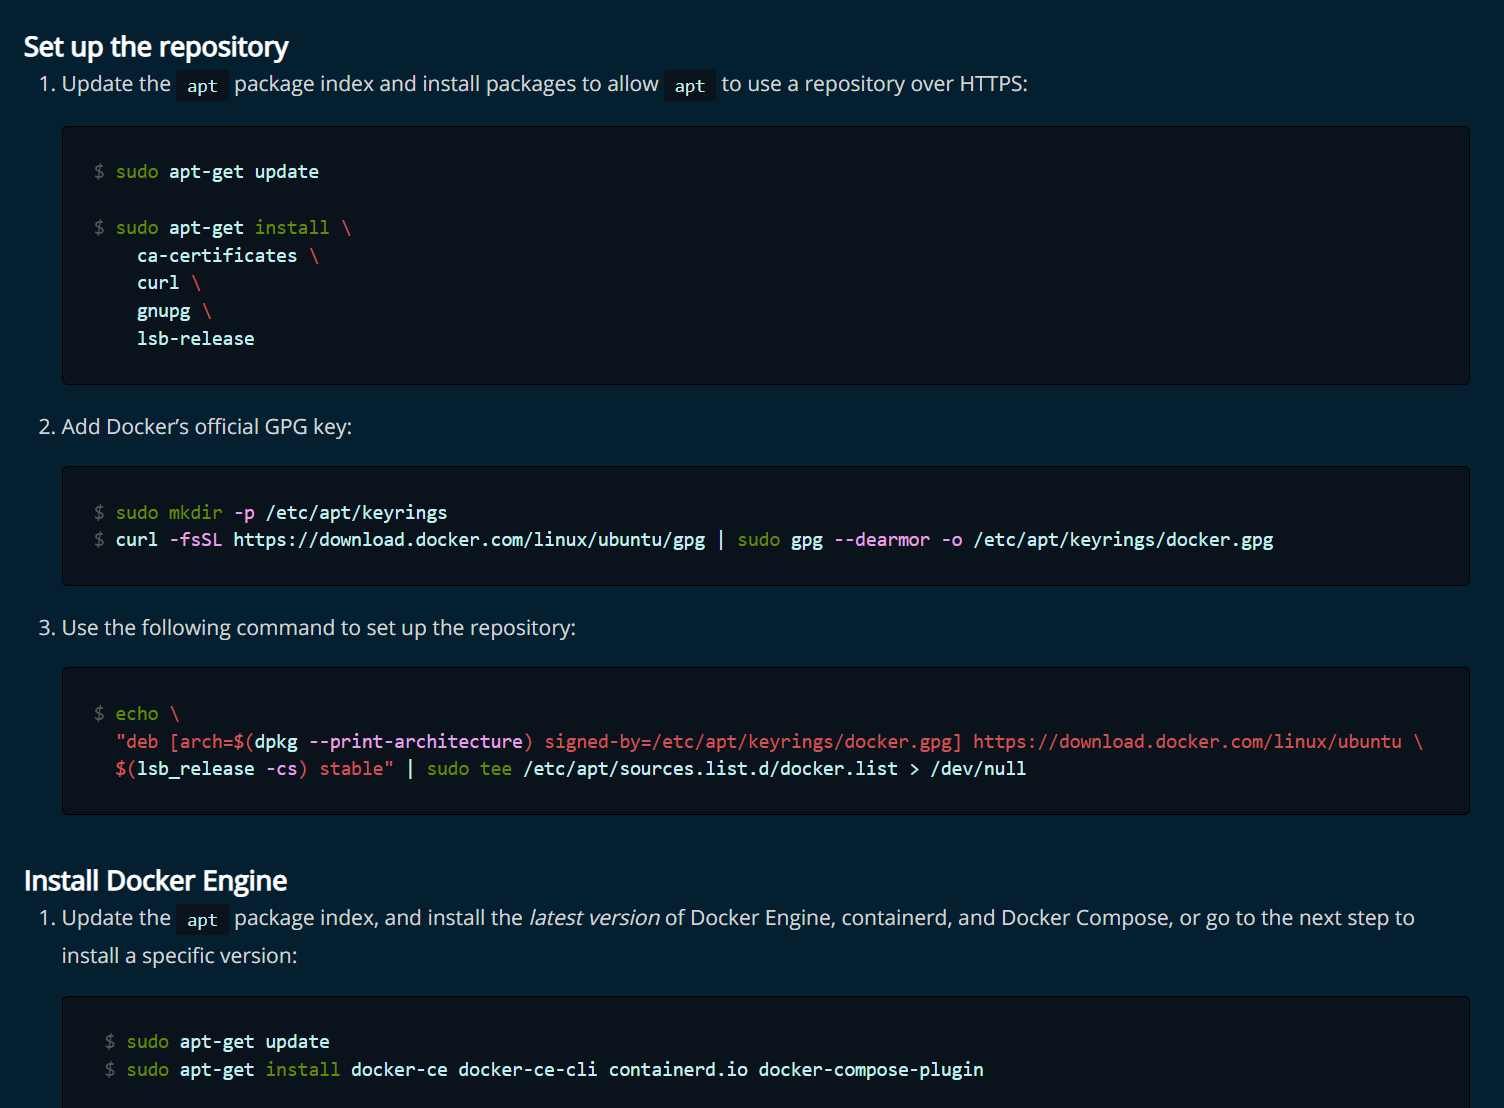 Set up the repository
1. Update the apt package index and install packages to allow apt to use a repository over HTTPS:
$ sudo apt-get update
$ sudo apt-get install \
ca-certificates \
curl \
gnupg \
lsb-release
2. Add Docker’s official GPG key:
$ sudo mkdir -p /etc/apt/keyrings
$ curl -fsSL https://download.docker.com/linux/ubuntu/gpg | sudo gpg --dearmor -o /etc/apt/keyrings/docker.gpg
3. Use the following command to set up the repository:
$ echo \
"deb [arch=$(dpkg --print-architecture) signed-by=/etc/apt/keyrings/docker.gpg] https://download.docker.com/linux/ubuntu \
$(lsb_release -cs) stable" | sudo tee /etc/apt/sources.list.d/docker.list > /dev/null
Install Docker Engine
1. Update the apt package index, and install the latest version of Docker Engine, containerd, and Docker Compose, or go to the next step to
install a specific version:
$ sudo apt-get update
$ sudo apt-get install docker-ce docker-ce-cli containerd.io docker-compose-plugin